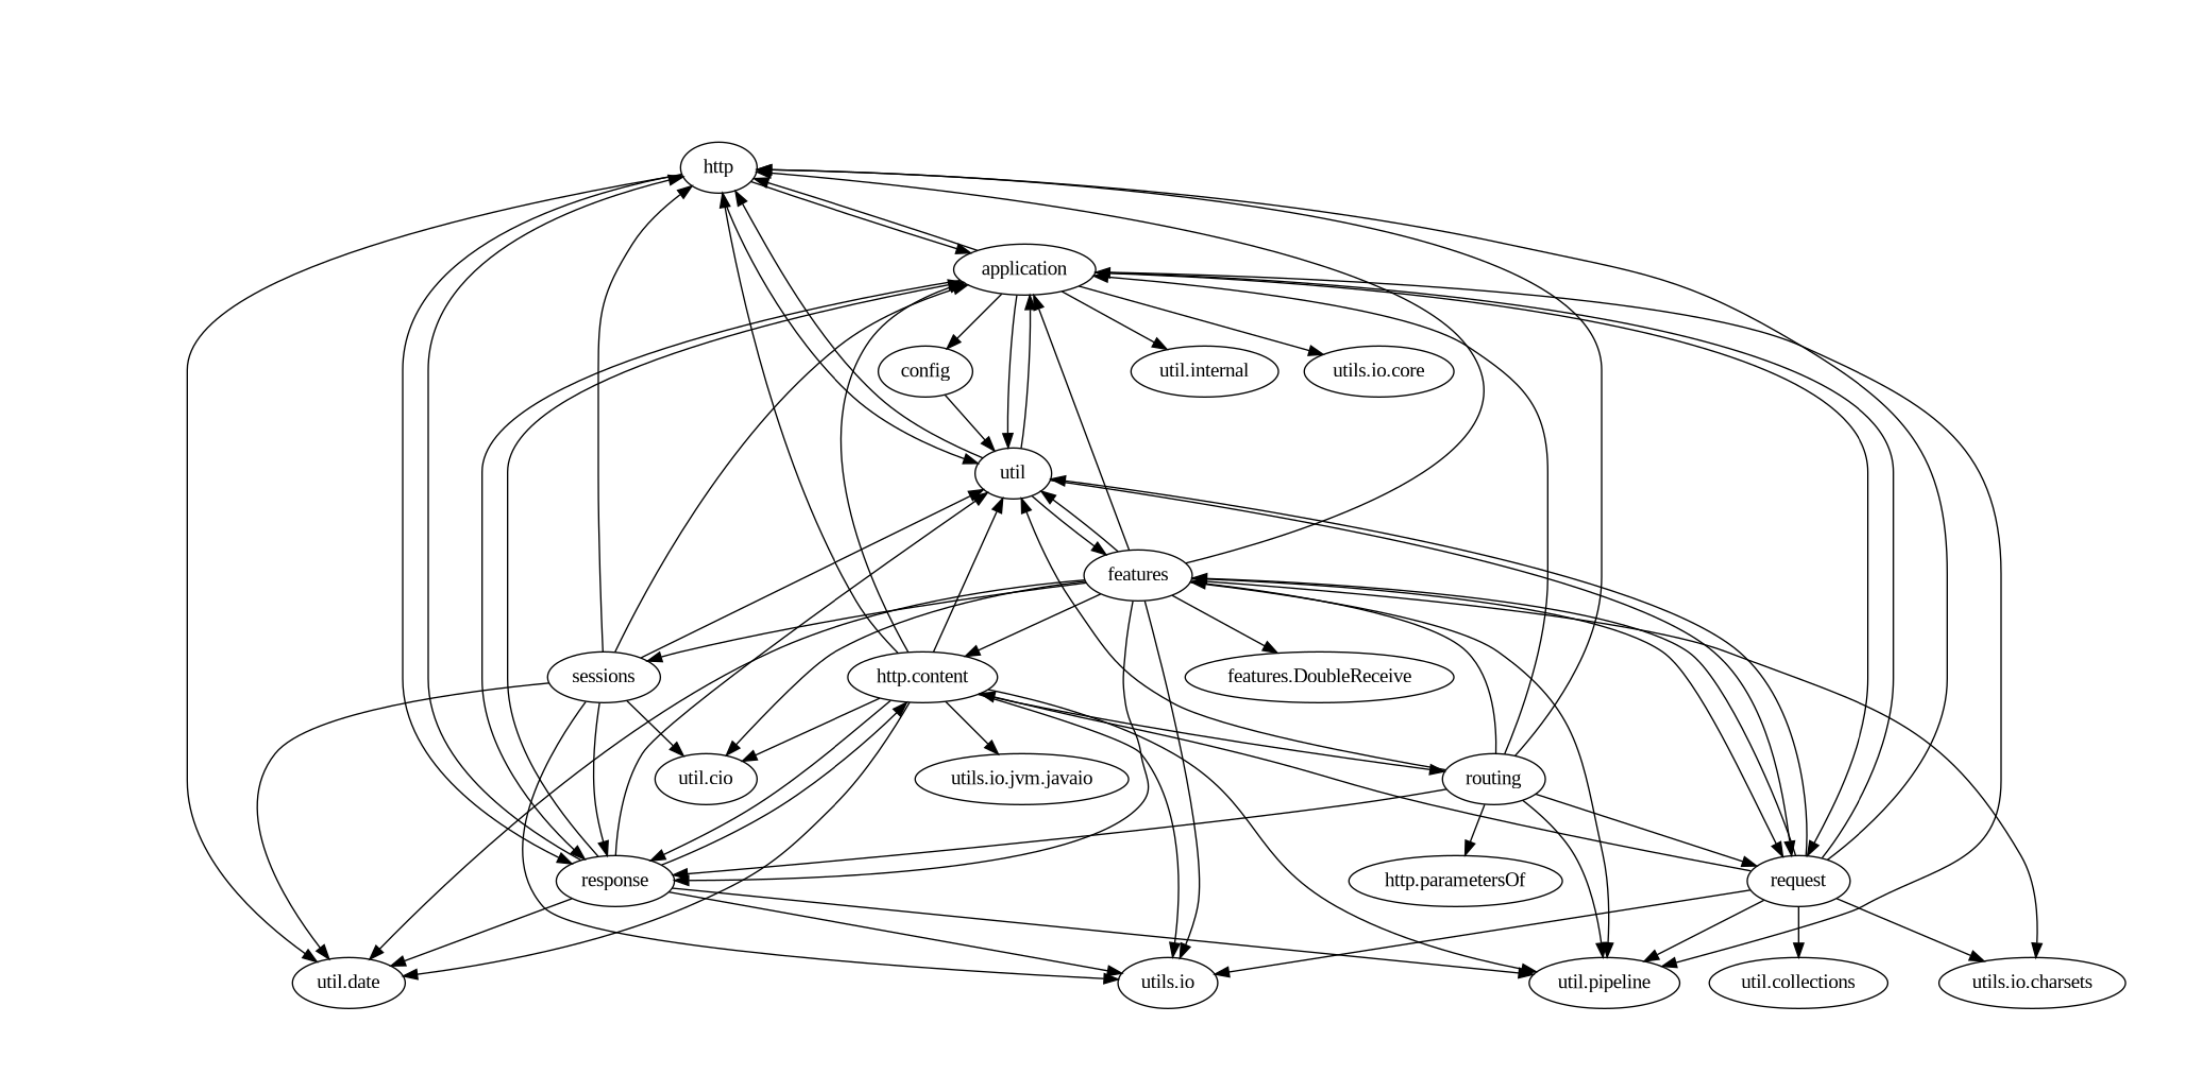 http
application
config
util.internal
utils.io.core
util
features
sessions
http.content
features.DoubleReceive
util.cio
utils.io.jvm.javaio
routing
response
http.parametersOf
request
util.date
utils.io
util.pipeline
util.collections
utils.io.charsets